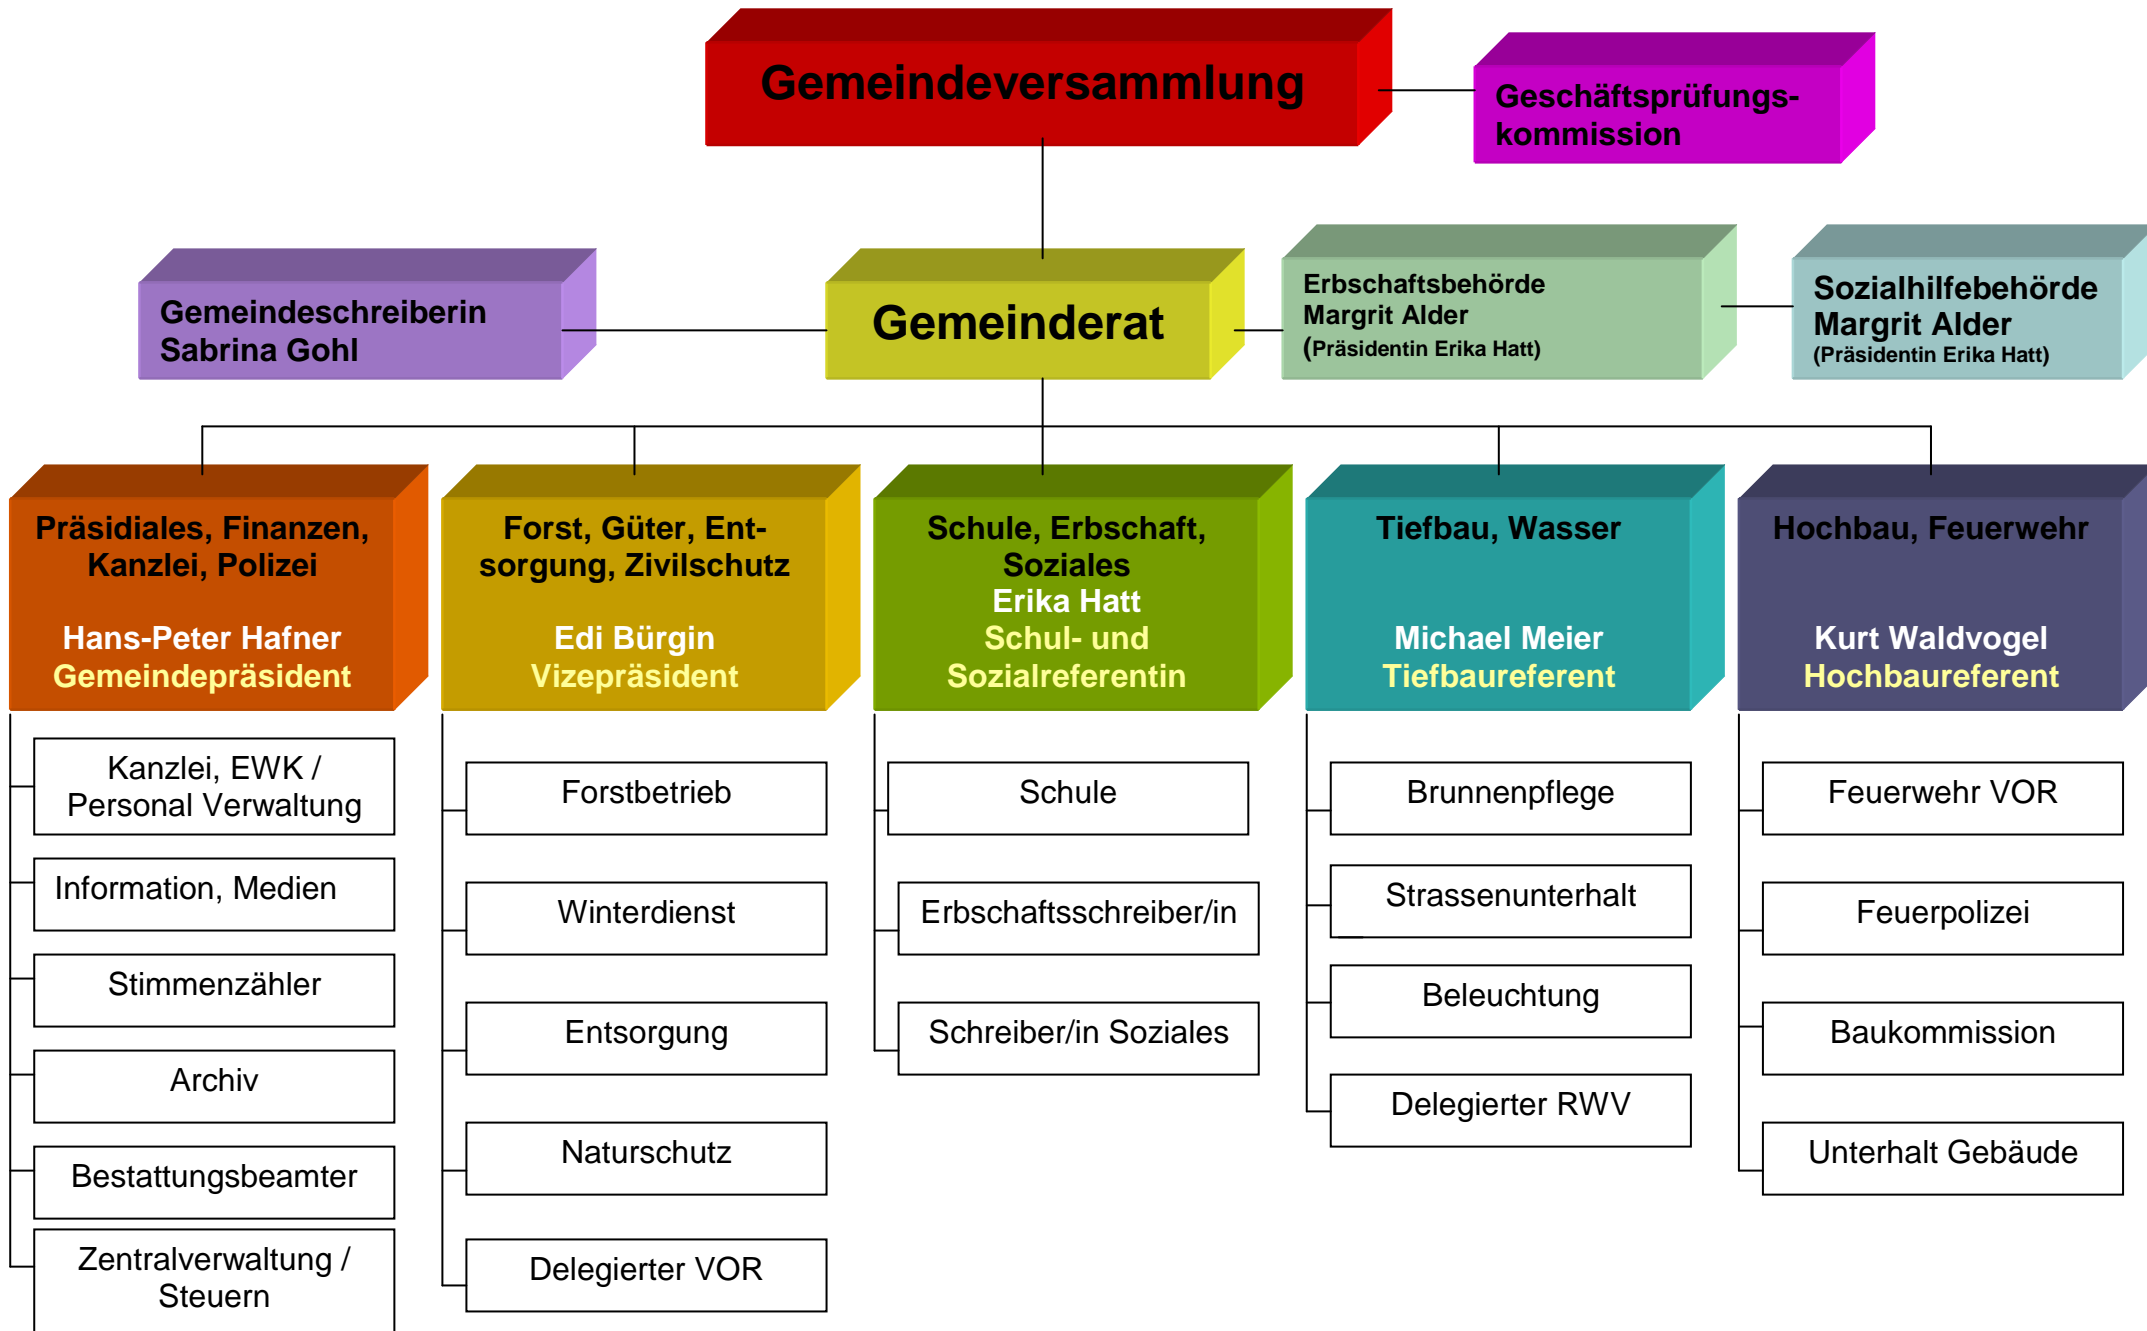 Gemeindeversammlung
Geschäftsprüfungs-
kommission
Gemeindeschreiberin
Sabrina Gohl
Gemeinderat
Erbschaftsbehörde
Margrit Alder
(Präsidentin Erika Hatt)
Sozialhilfebehörde
Margrit Alder
(Präsidentin Erika Hatt)
Präsidiales, Finanzen,
Kanzlei, Polizei
Hans-Peter Hafner
Gemeindepräsident
Forst, Güter, Ent-
sorgung, Zivilschutz
Edi Bürgin
Vizepräsident
Schule, Erbschaft,
Soziales
Erika Hatt
Schul- und
Sozialreferentin
Tiefbau, Wasser
Michael Meier
Tiefbaureferent
Hochbau, Feuerwehr
Kurt Waldvogel
Hochbaureferent
Kanzlei, EWK /
Personal Verwaltung
Information, Medien
Stimmenzähler
Archiv
Bestattungsbeamter
Zentralverwaltung /
Steuern
Forstbetrieb
Winterdienst
Entsorgung
Naturschutz
Delegierter VOR
Schule
Erbschaftsschreiber/in
Schreiber/in Soziales
Brunnenpflege
Strassenunterhalt
Beleuchtung
Delegierter RWV
Feuerwehr VOR
Feuerpolizei
Baukommission
Unterhalt Gebäude